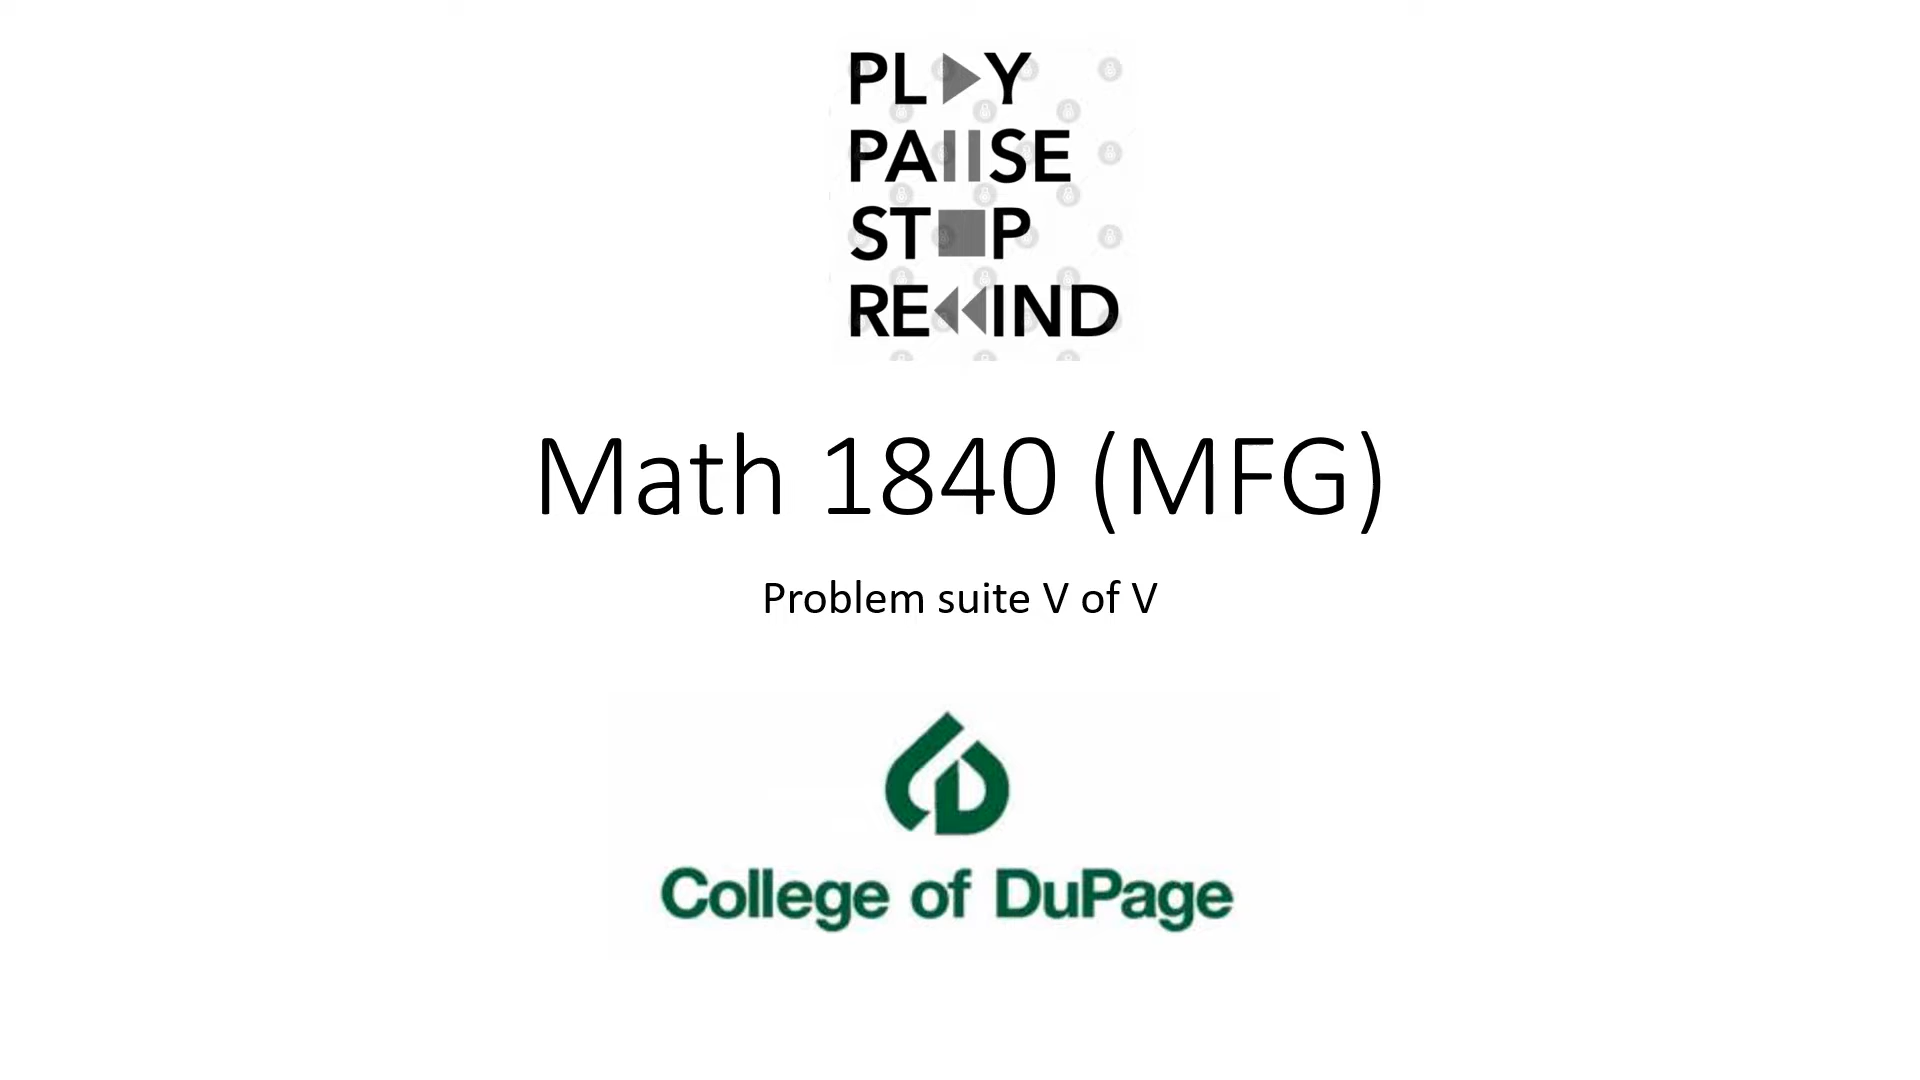 PLAY
PAUSE
STOP
REWIND
Math 1840 (MFG)
Problem suite V of V
College of DuPage